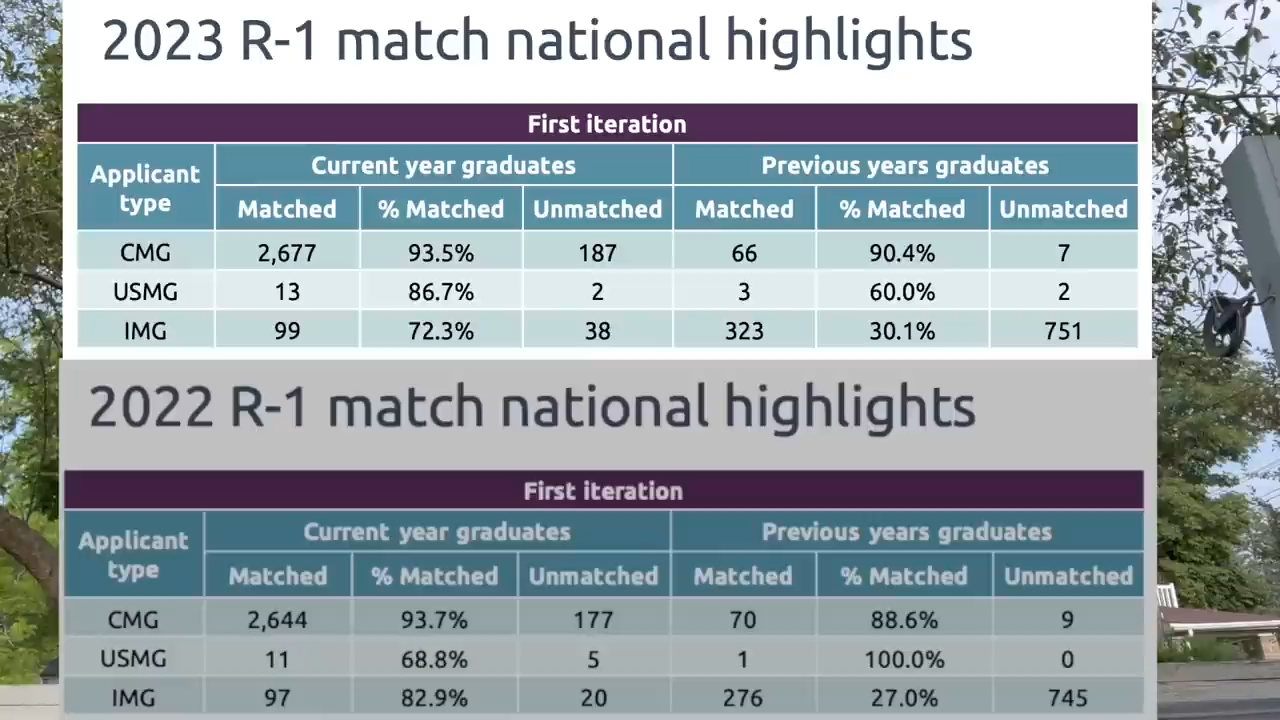 2023 R-1 match national highlights
First iteration
Applicant type Current year graduates Previous years graduates
Matched % Matched Unmatched Matched % Matched Unmatched
CMG 2,677 93.5% 187 66 90.4% 7
USMG 13 86.7% 2 3 60.0% 2
IMG 99 72.3% 38 323 30.1% 751
2022 R-1 match national highlights
First iteration
Applicant type Current year graduates Previous years graduates
Matched % Matched Unmatched Matched % Matched Unmatched
CMG 2,644 93.7% 177 70 88.6% 9
USMG 11 68.8% 5 1 100.0% 0
IMG 97 82.9% 20 276 27.0% 745